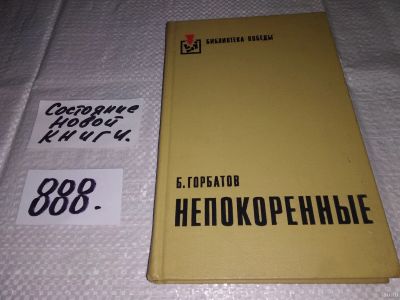 Состояние
новой
книги.
888.
БИБЛИОТЕКА ПОБЕДЫ
Б. ГОРБАТОВ
НЕПОКОРЕННЫЕ